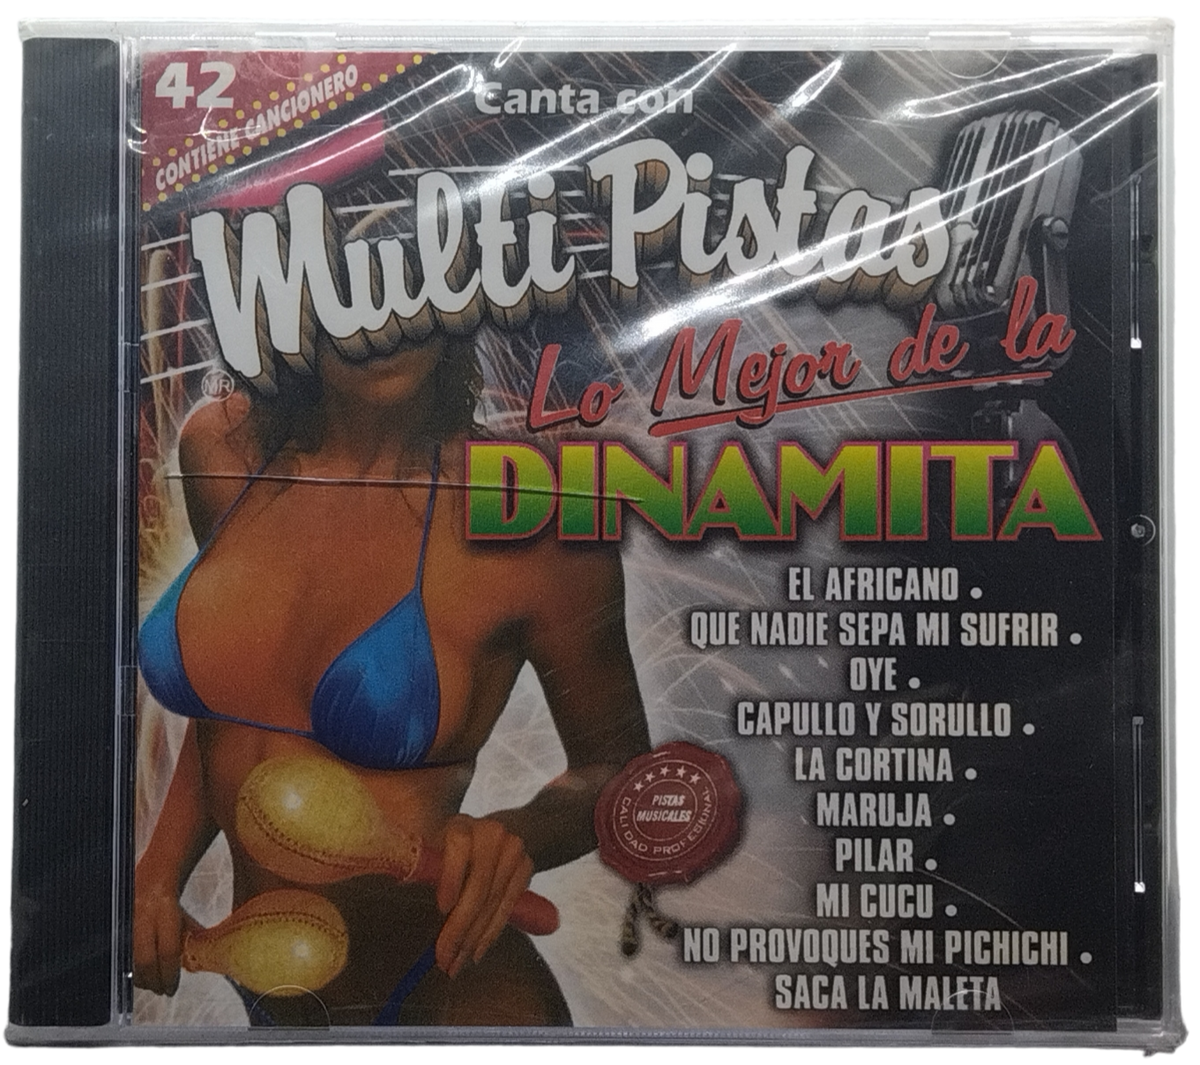 42
CONTIENE CANCIONERO
Canta con
Multi Pistas
MR
Lo Mejor de la
DINAMITA
EL AFRICANO •
QUE NADIE SEPA MI SUFRIR •
OYE •
CAPULLO Y SORULLO •
LA CORTINA •
MARUJA •
PILAR •
MI CUCU •
NO PROVOQUES MI PICHICHI •
SACA LA MALETA
PISTAS
MUSICALES
CALIDAD PROFESIONAL